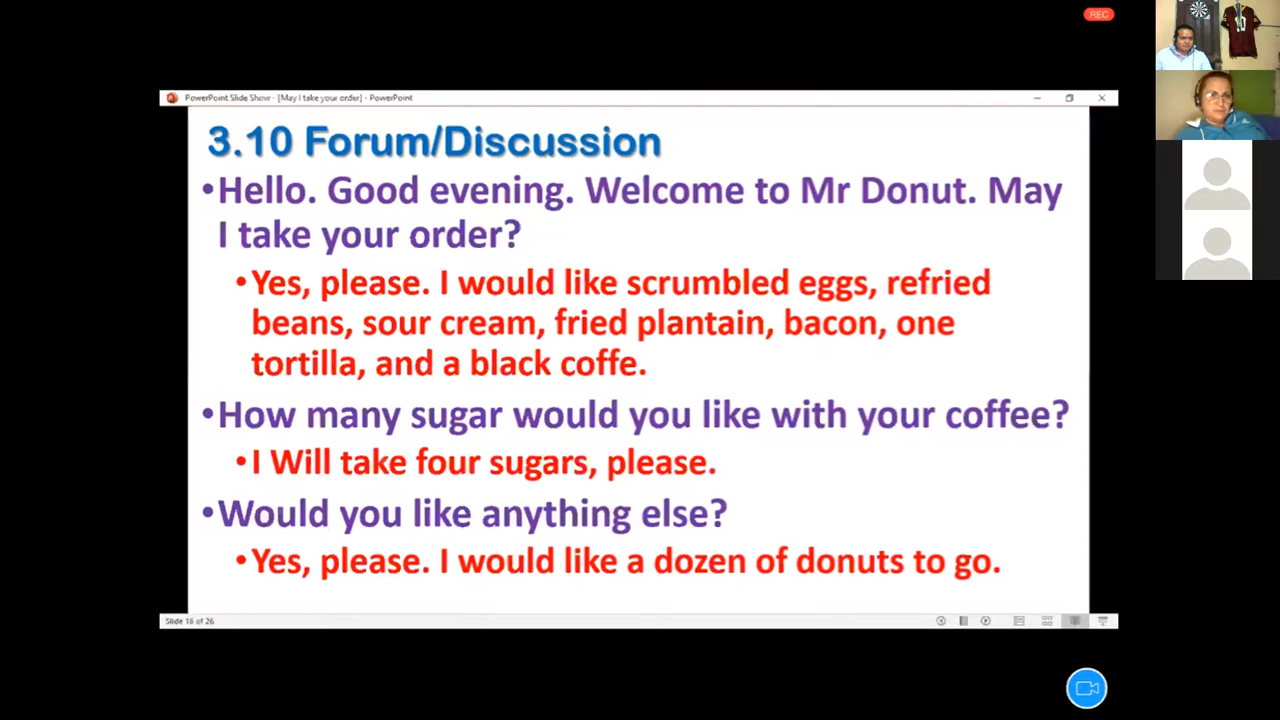 REC
PowerPoint Slide Show - [May I take your order] - PowerPoint
3.10 Forum/Discussion
•Hello. Good evening. Welcome to Mr Donut. May
I take your order?
•Yes, please. I would like scrumbled eggs, refried
beans, sour cream, fried plantain, bacon, one
tortilla, and a black coffe.
•How many sugar would you like with your coffee?
•I Will take four sugars, please.
•Would you like anything else?
•Yes, please. I would like a dozen of donuts to go.
Slide 16 of 26
10